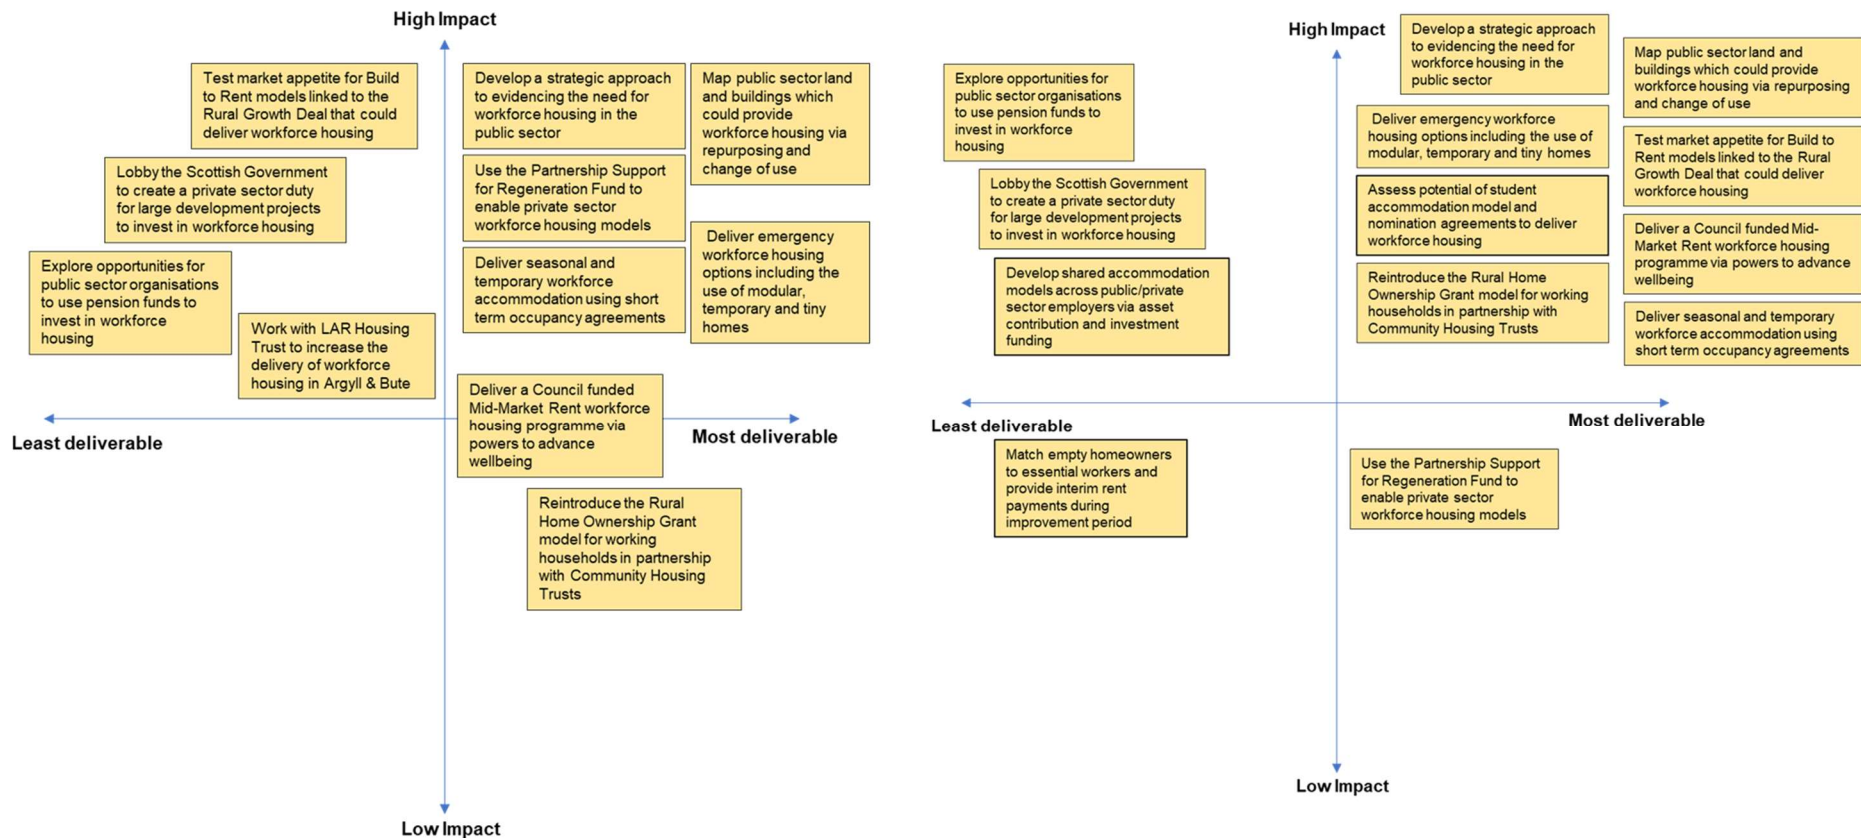 High Impact
Test market appetite for Build
to Rent models linked to the
Rural Growth Deal that could
deliver workforce housing
Develop a strategic approach
to evidencing the need for
workforce housing in the
public sector
Map public sector land
and buildings which
could provide
workforce housing via
repurposing and
change of use
Lobby the Scottish Government
to create a private sector duty
for large development projects
to invest in workforce housing
Use the Partnership Support
for Regeneration Fund to
enable private sector
workforce housing models
Explore opportunities for
public sector organisations
to use pension funds to
invest in workforce
housing
Deliver seasonal and
temporary workforce
accommodation using short
term occupancy agreements
Deliver emergency
workforce housing
options including the
use of modular,
temporary and tiny
homes
Work with LAR Housing
Trust to increase the
delivery of workforce
housing in Argyll & Bute
Deliver a Council funded
Mid-Market Rent workforce
housing programme via
powers to advance
wellbeing
Least deliverable
Most deliverable
Reintroduce the Rural
Home Ownership Grant
model for working
households in partnership
with Community Housing
Trusts
Low Impact
High Impact
Develop a strategic approach
to evidencing the need for
workforce housing in the
public sector
Map public sector land and
buildings which could provide
workforce housing via repurposing
and change of use
Explore opportunities for
public sector organisations
to use pension funds to
invest in workforce
housing
Deliver emergency workforce
housing options including the use of
modular, temporary and tiny homes
Test market appetite for Build to
Rent models linked to the Rural
Growth Deal that could deliver
workforce housing
Lobby the Scottish Government
to create a private sector duty
for large development projects
to invest in workforce housing
Assess potential of student
accommodation model and
nomination agreements to deliver
workforce housing
Deliver a Council funded Mid-
Market Rent workforce housing
programme via powers to advance
wellbeing
Develop shared accommodation
models across public/private
sector employers via asset
contribution and investment
funding
Reintroduce the Rural Home
Ownership Grant model for working
households in partnership with
Community Housing Trusts
Deliver seasonal and temporary
workforce accommodation using
short term occupancy agreements
Least deliverable
Most deliverable
Match empty homeowners
to essential workers and
provide interim rent
payments during
improvement period
Use the Partnership Support
for Regeneration Fund to
enable private sector
workforce housing models
Low Impact